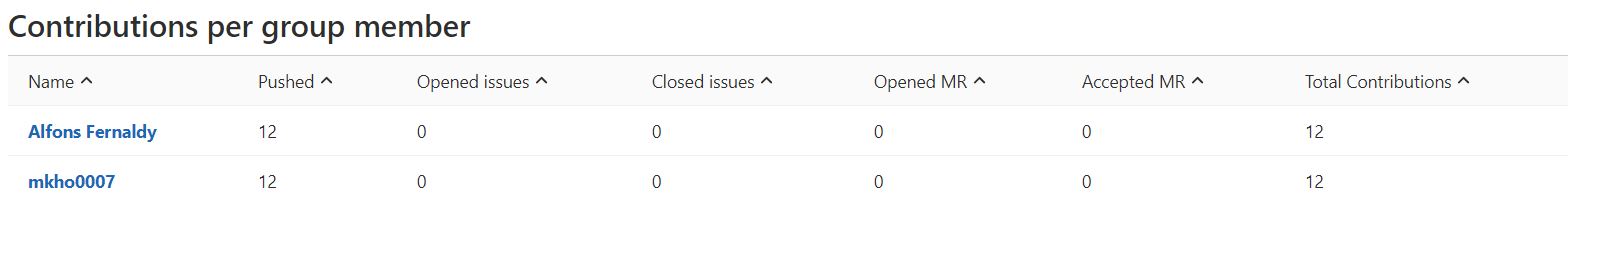 Contributions per group member
Name Pushed Opened issues Closed issues Opened MR Accepted MR Total Contributions
Alfons Fernaldy 12 0 0 0 0 12
mkho0007 12 0 0 0 0 12